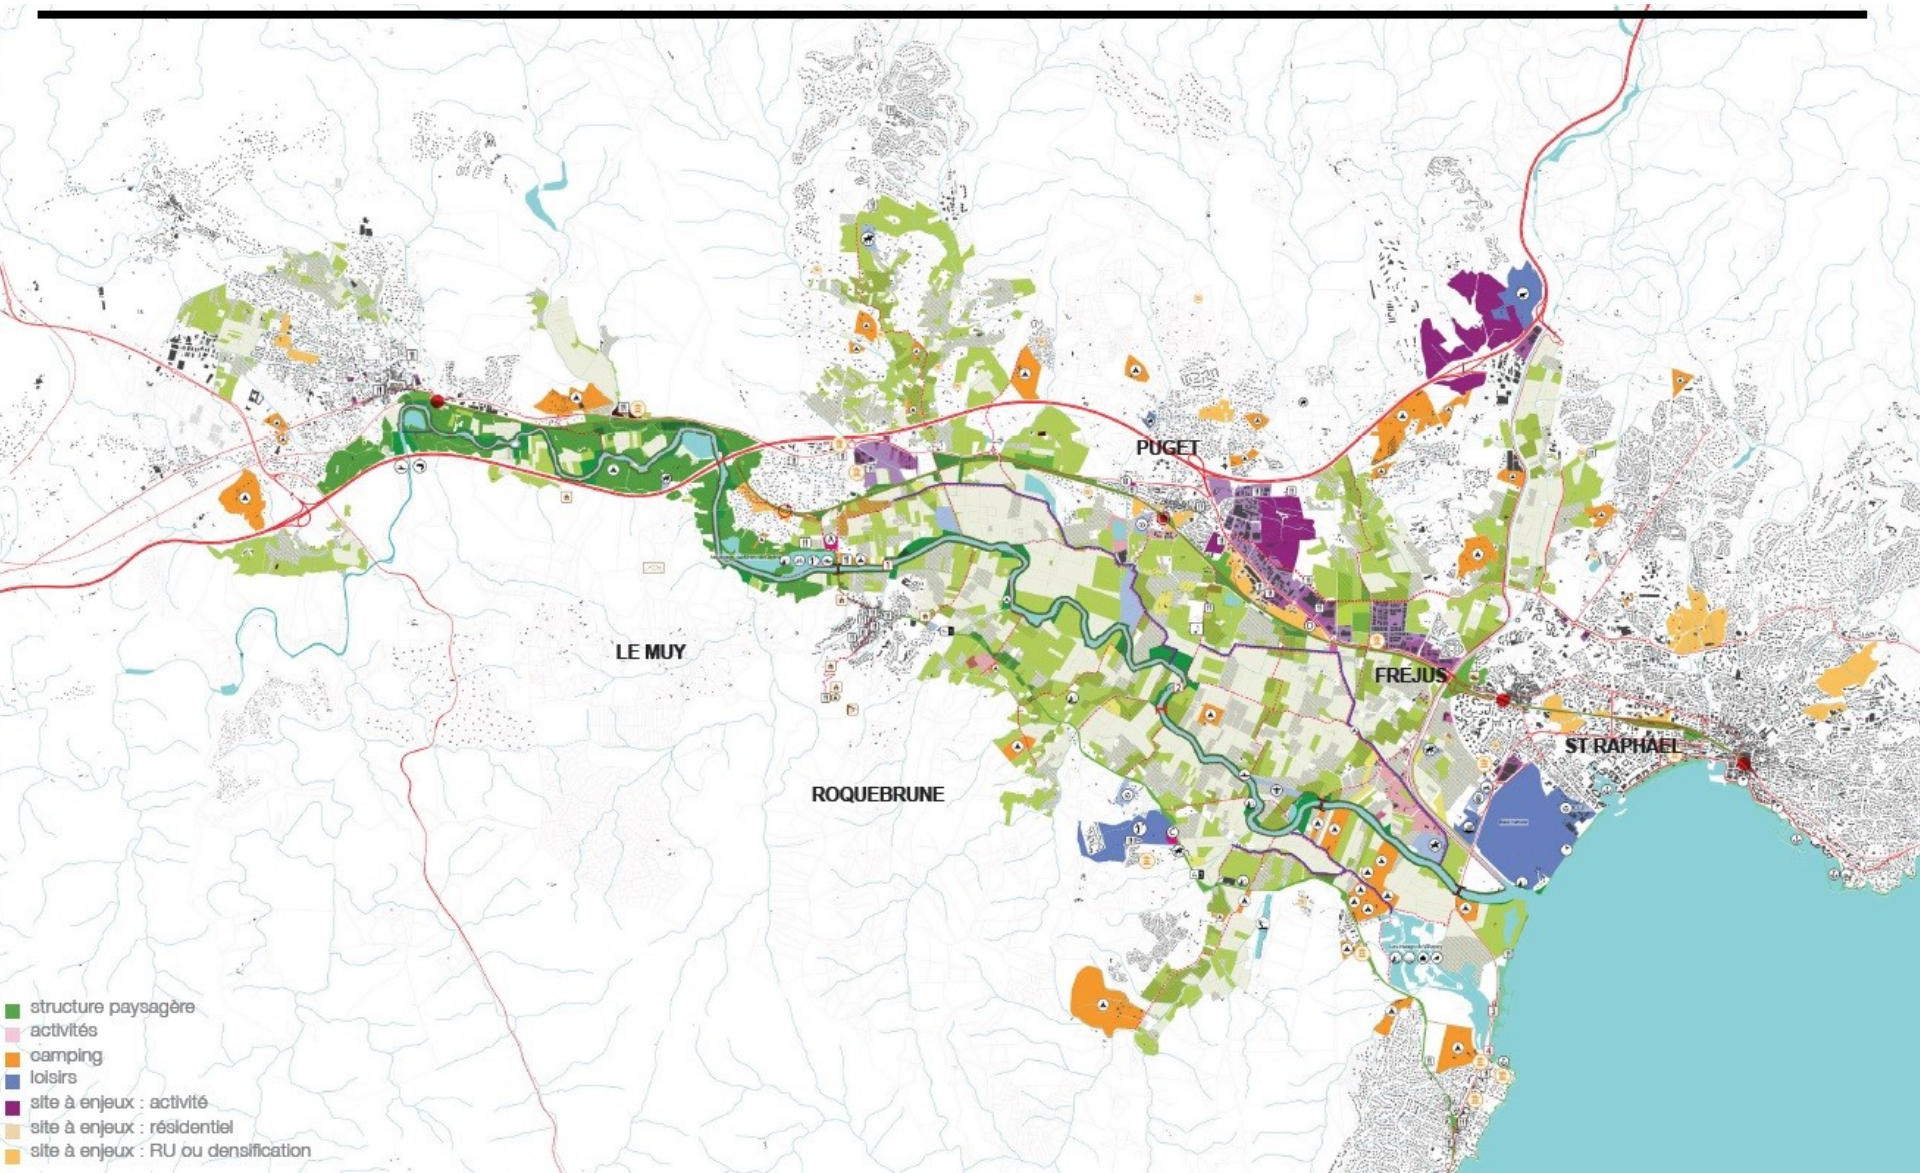 PUGET
LE MUY
FREJUS
ST RAPHAEL
ROQUEBRUNE
structure paysagère
activités
camping
loisirs
site à enjeux : activité
site à enjeux : résidentiel
site à enjeux : RU ou densification